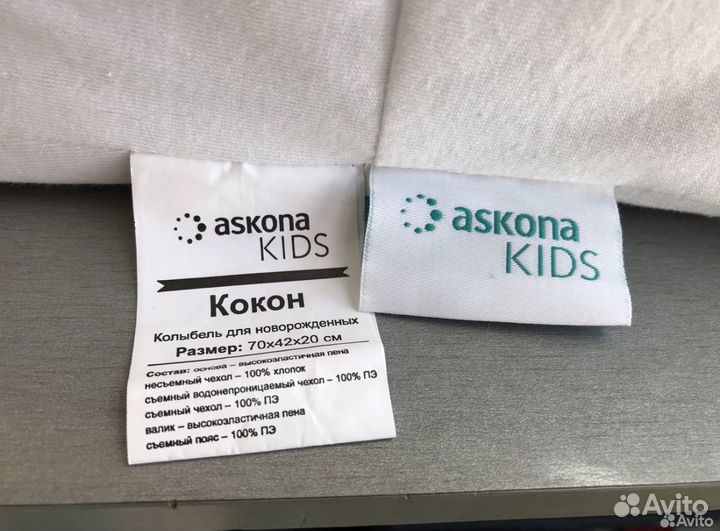 askona
KIDS
Кокон
Колыбель для новорожденных
Размер: 70х42х20 см
Состав: основа – высокоэластичная пена
несъемный чехол – 100% хлопок
съемный водонепроницаемый чехол – 100% ПЭ
съемный чехол – 100% ПЭ
валик – высокоэластичная пена
съемный пояс – 100% ПЭ
askona
KIDS
Avito
Avito